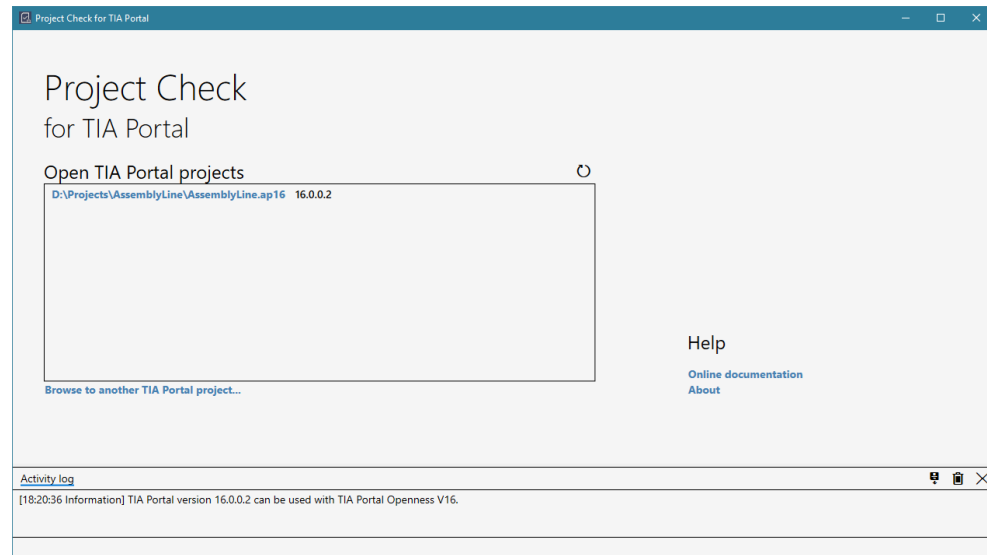 Project Check for TIA Portal
Project Check
for TIA Portal
Open TIA Portal projects
D:\Projects\AssemblyLine\AssemblyLine.ap16 16.0.0.2
Browse to another TIA Portal project...
Help
Online documentation
About
Activity log
[18:20:36 Information] TIA Portal version 16.0.0.2 can be used with TIA Portal Openness V16.